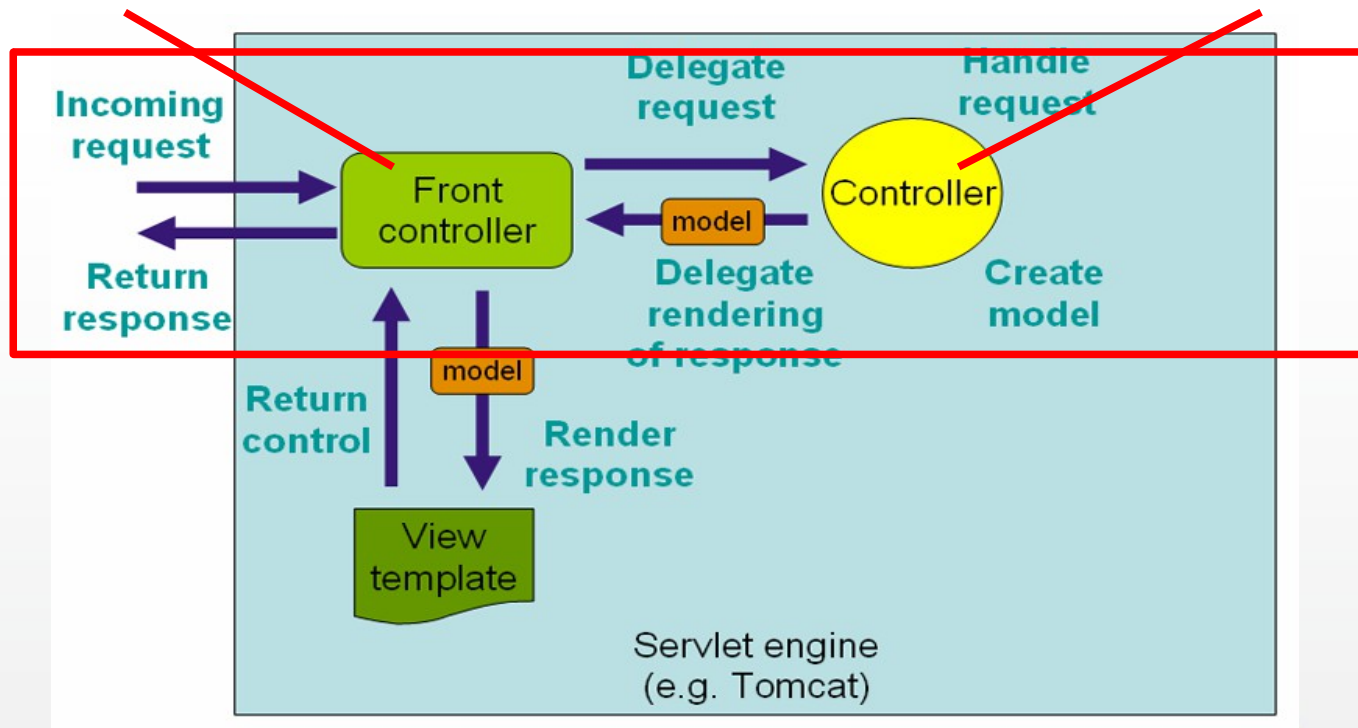 Delegate
request
Handle
request
Incoming
request
Front
controller
Controller
model
Return
response
Delegate
rendering
of response
Create
model
model
Return
control
Render
response
View
template
Servlet engine
(e.g. Tomcat)